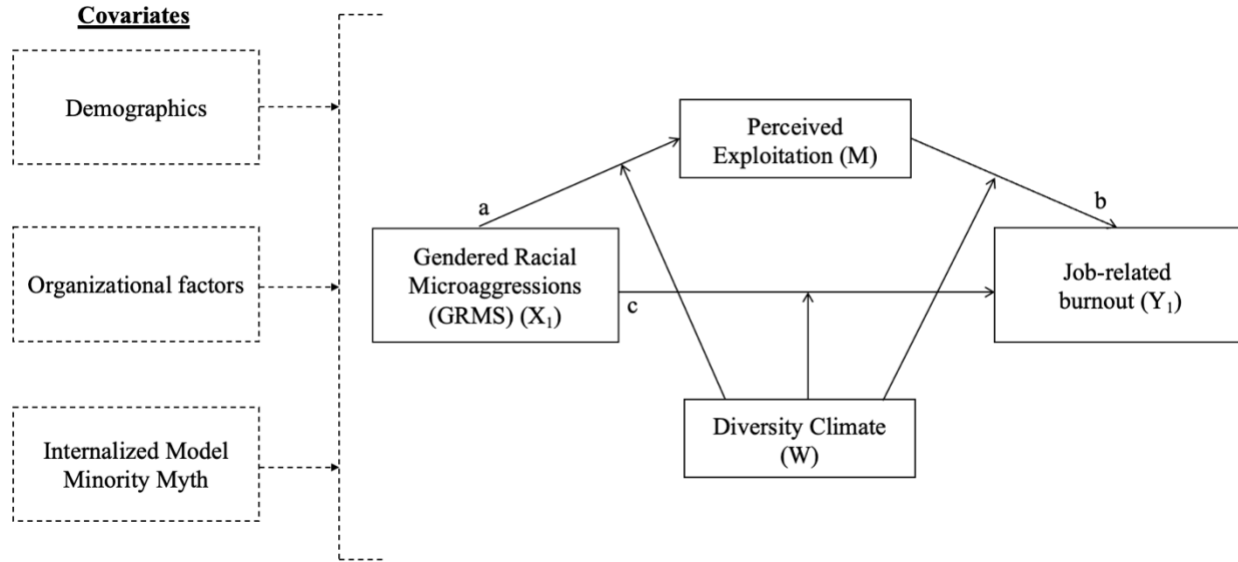 Covariates
Demographics
Organizational factors
Internalized Model
Minority Myth
Perceived
Exploitation (M)
a
b
Gendered Racial
Microaggressions
(GRMS) (X₁)
c
Job-related
burnout (Y₁)
Diversity Climate
(W)